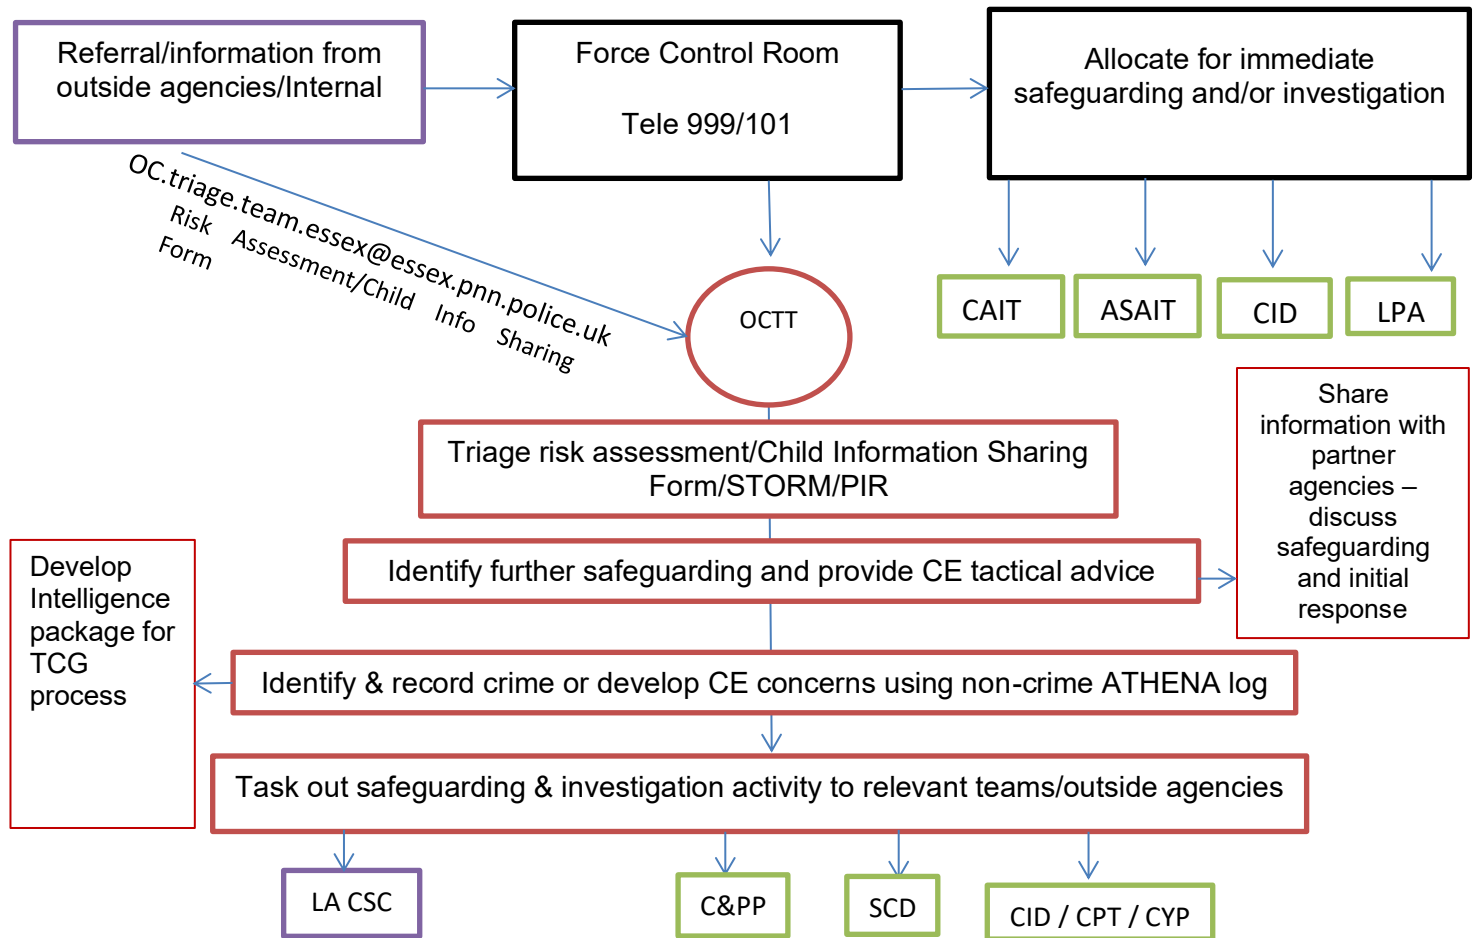 Referral/information from
outside agencies/Internal
Force Control Room
Tele 999/101
Allocate for immediate
safeguarding and/or investigation
OC.triage.team.essex@essex.pnn.police.uk
Risk Assessment/Child Info Sharing
Form
OCTT
CAIT
ASAIT
CID
LPA
Triage risk assessment/Child Information Sharing
Form/STORM/PIR
Share
information with
partner
agencies –
discuss
safeguarding
and initial
response
Identify further safeguarding and provide CE tactical advice
Develop
Intelligence
package for
TCG
process
Identify & record crime or develop CE concerns using non-crime ATHENA log
Task out safeguarding & investigation activity to relevant teams/outside agencies
LA CSC
C&PP
SCD
CID / CPT / CYP